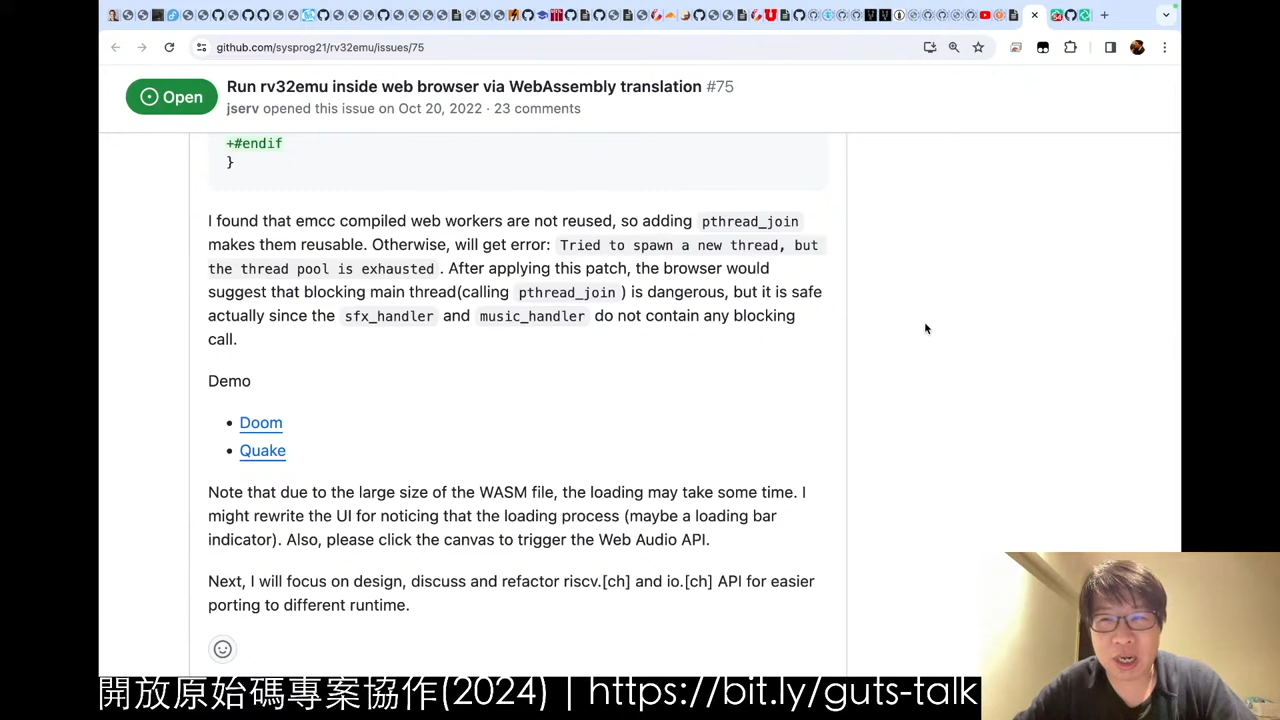 github.com/sysprog21/rv32emu/issues/75
Open
Run rv32emu inside web browser via WebAssembly translation #75
jserv opened this issue on Oct 20, 2022 · 23 comments
+#endif
}
I found that emcc compiled web workers are not reused, so adding pthread_join
makes them reusable. Otherwise, will get error: Tried to spawn a new thread, but
the thread pool is exhausted. After applying this patch, the browser would
suggest that blocking main thread(calling pthread_join) is dangerous, but it is safe
actually since the sfx_handler and music_handler do not contain any blocking
call.
Demo
• Doom
• Quake
Note that due to the large size of the WASM file, the loading may take some time. I
might rewrite the UI for noticing that the loading process (maybe a loading bar
indicator). Also, please click the canvas to trigger the Web Audio API.
Next, I will focus on design, discuss and refactor riscv.[ch] and io.[ch] API for easier
porting to different runtime.
開放原始碼專案協作(2024) | https://bit.ly/guts-talk